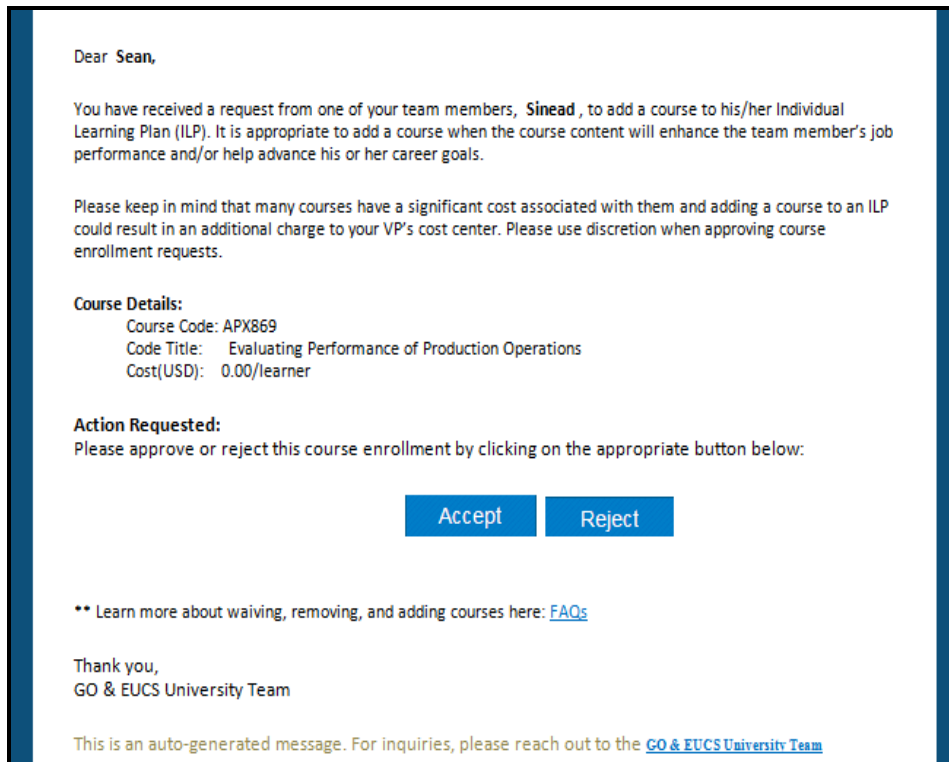 Dear Sean,
You have received a request from one of your team members, Sinead , to add a course to his/her Individual
Learning Plan (ILP). It is appropriate to add a course when the course content will enhance the team member's job
performance and/or help advance his or her career goals.
Please keep in mind that many courses have a significant cost associated with them and adding a course to an ILP
could result in an additional charge to your VP's cost center. Please use discretion when approving course
enrollment requests.
Course Details:
Course Code: APX869
Code Title: Evaluating Performance of Production Operations
Cost(USD): 0.00/learner
Action Requested:
Please approve or reject this course enrollment by clicking on the appropriate button below:
Accept Reject
** Learn more about waiving, removing, and adding courses here: FAQs
Thank you,
GO & EUCS University Team
This is an auto-generated message. For inquiries, please reach out to the GO & EUCS University Team